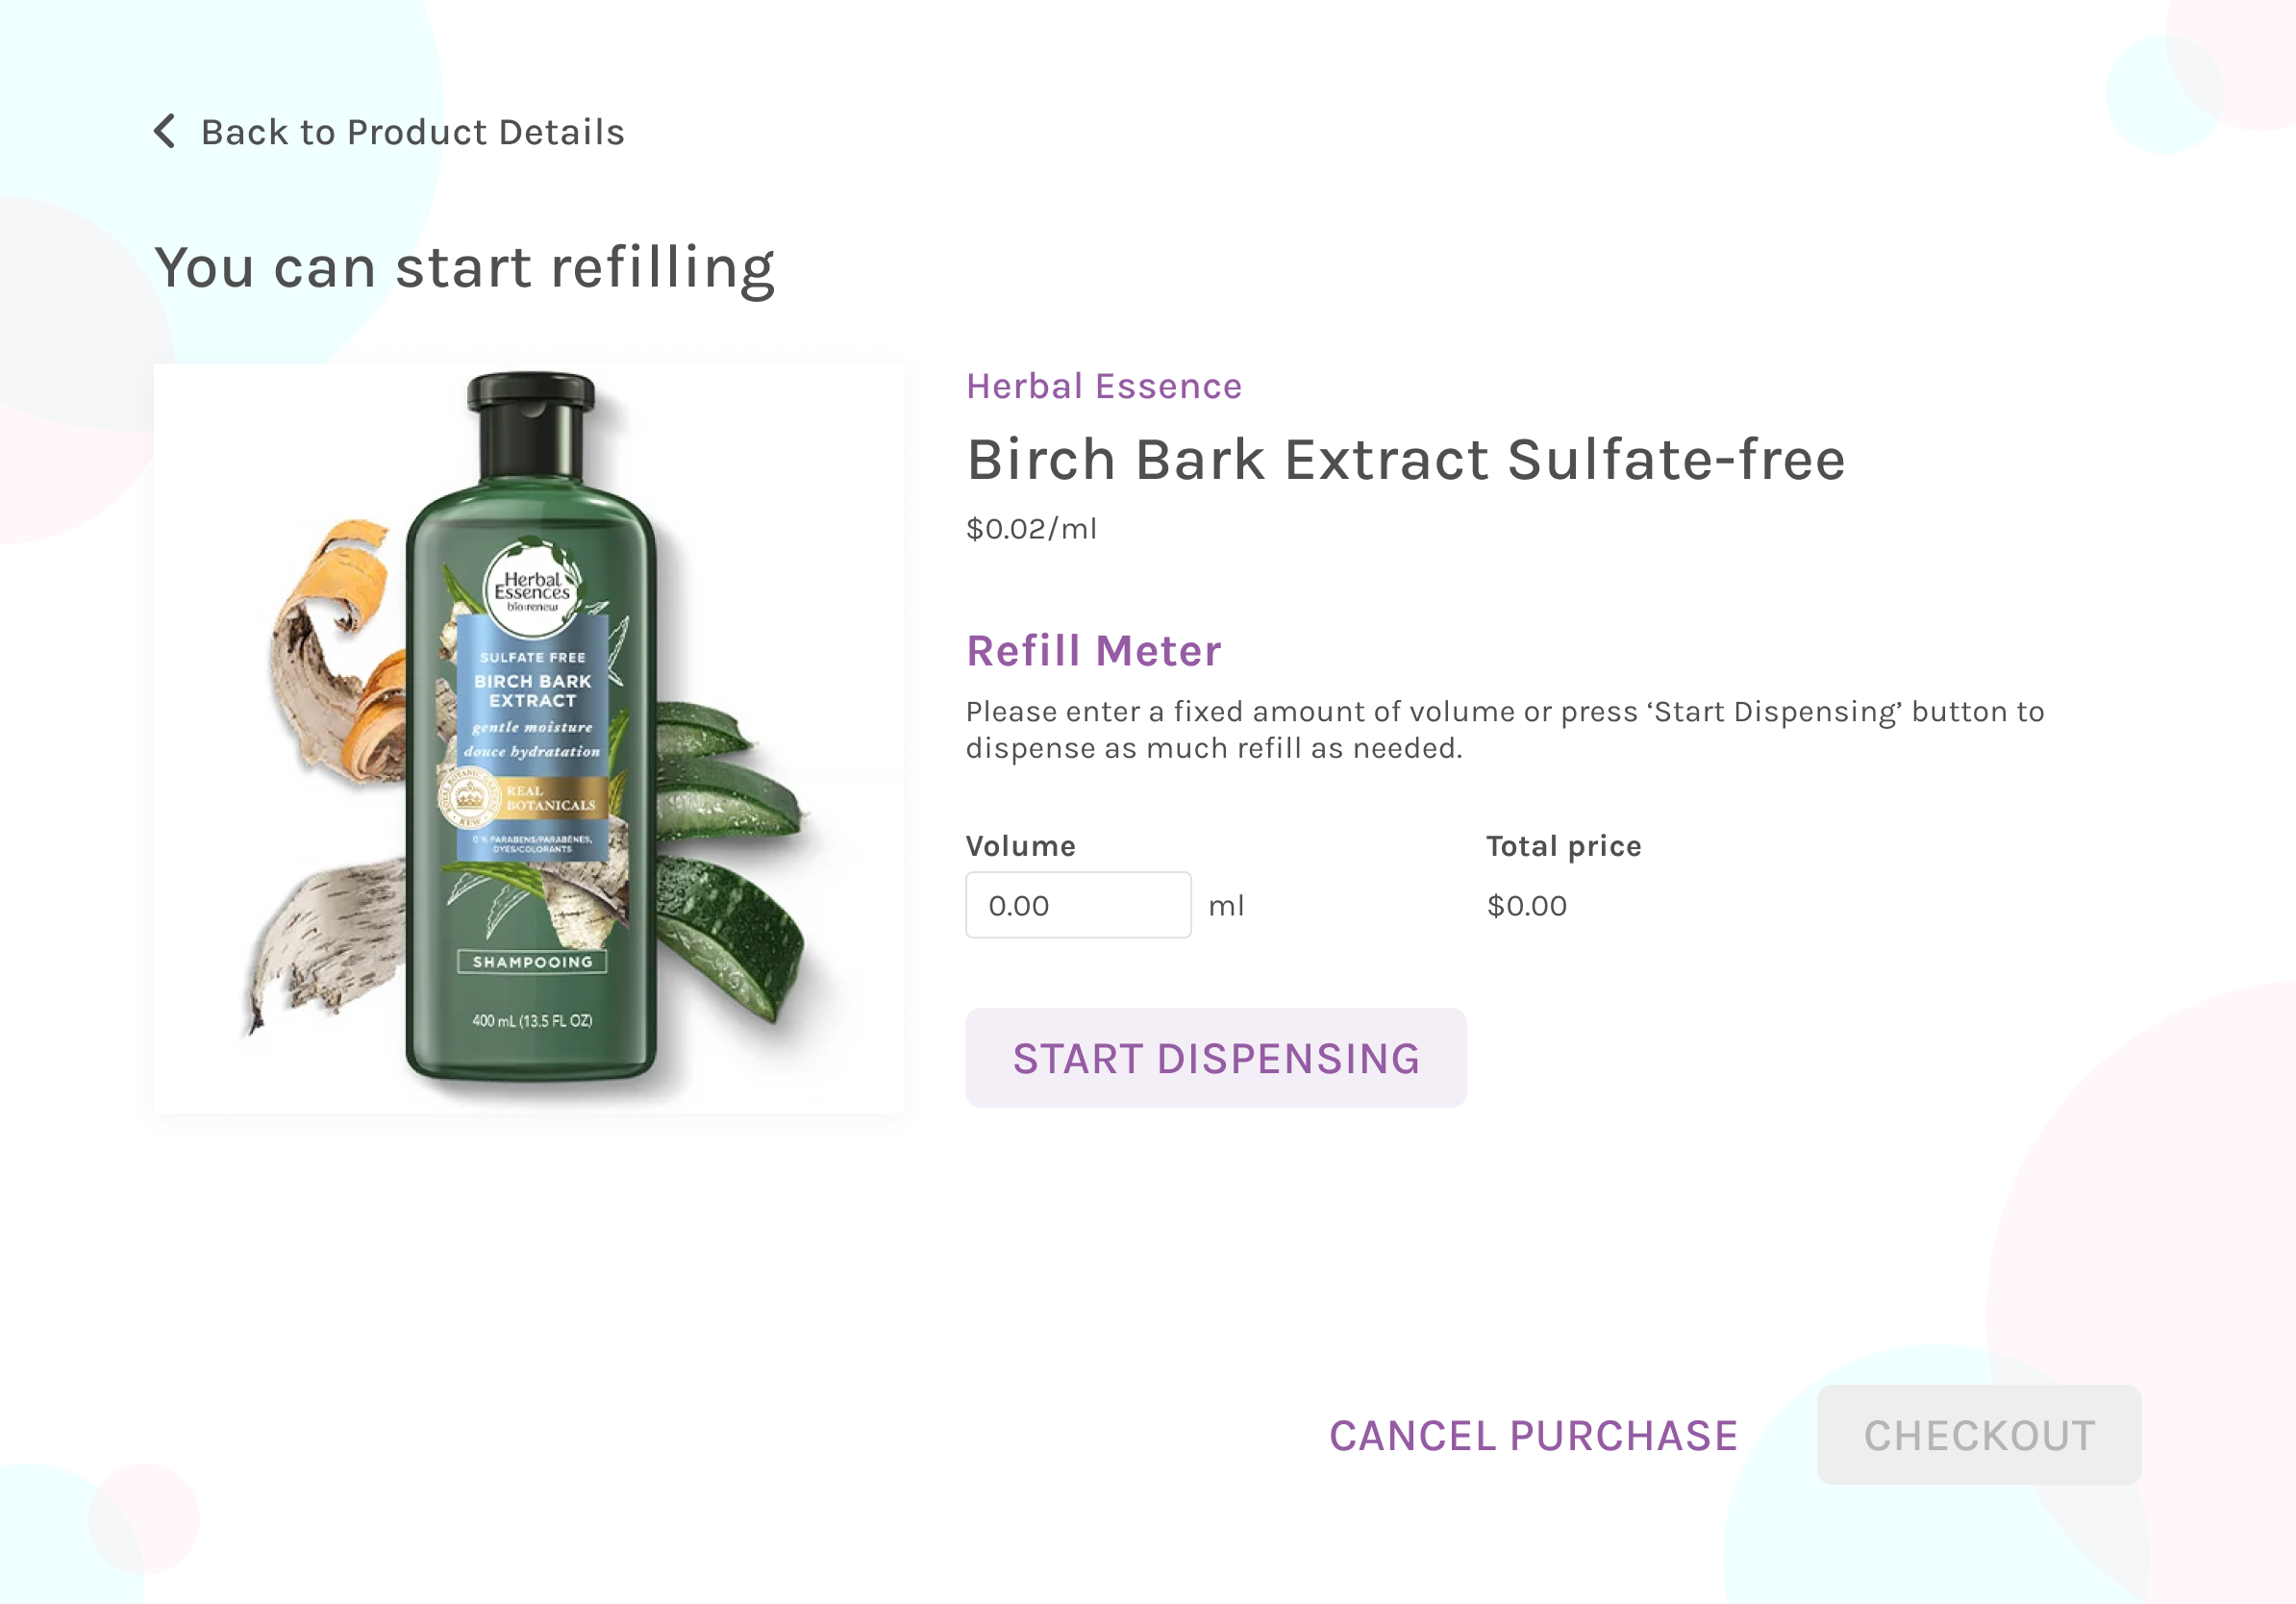 Back to Product Details
You can start refilling
Herbal
Essences
bio:renew
SULFATE FREE
BIRCH BARK
EXTRACT
gentle moisture
douce hydratation
ROYAL BOTANIC GARDENS
KEW
REAL
BOTANICALS
0% PARABENS/PARABÈNES,
DYES/COLORANTS
SHAMPOOING
400 mL (13.5 FL OZ)
Herbal Essence
Birch Bark Extract Sulfate-free
$0.02/ml
Refill Meter
Please enter a fixed amount of volume or press ‘Start Dispensing’ button to
dispense as much refill as needed.
Volume
Total price
0.00 ml
$0.00
START DISPENSING
CANCEL PURCHASE
CHECKOUT